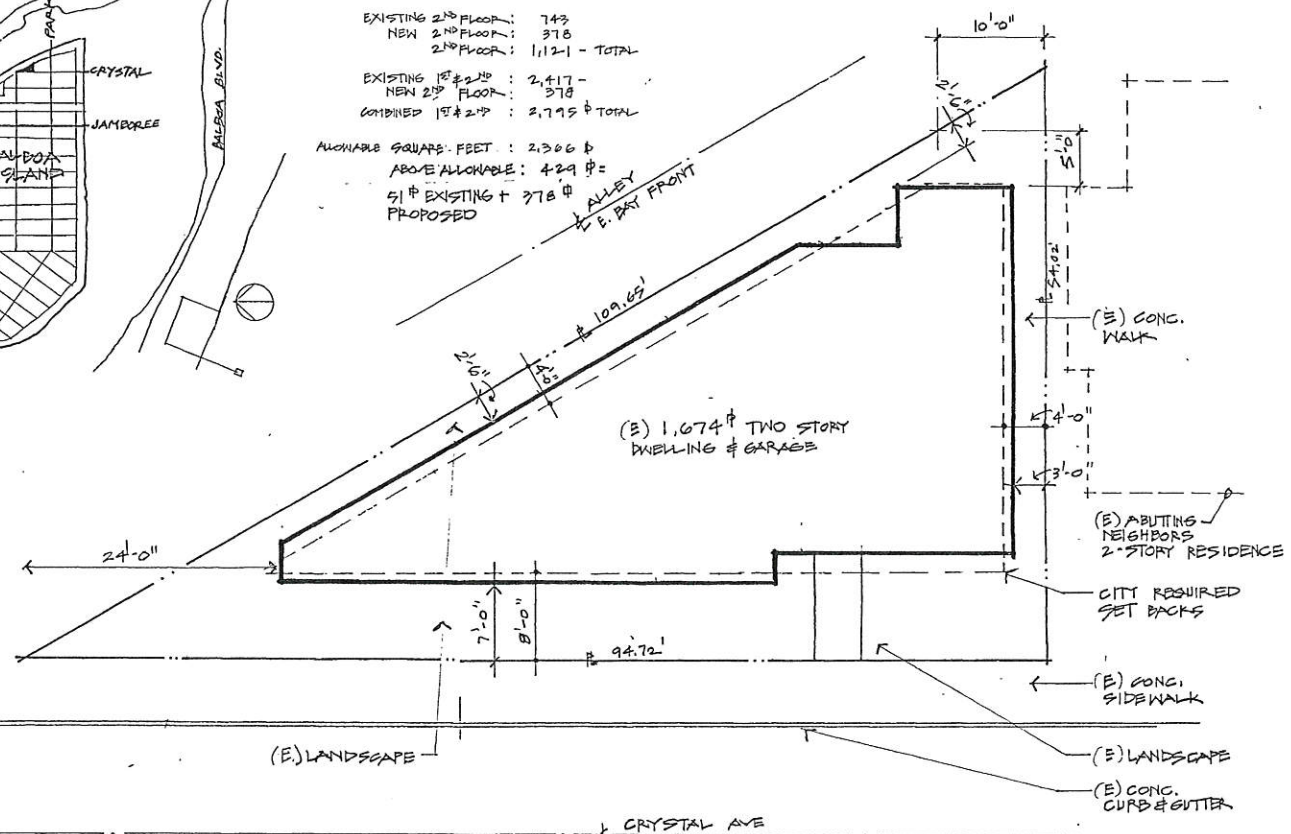 PARK
CRYSTAL
JAMBOREE
BALBOA
ISLAND
BALBOA BLVD.
EXISTING 2ND FLOOR: 743
NEW 2ND FLOOR: 378
2ND FLOOR: 1,121 - TOTAL
EXISTING 1ST & 2ND : 2,417 -
NEW 2ND FLOOR: 378
COMBINED 1ST & 2ND : 2,795 ⏀ TOTAL
ALLOWABLE SQUARE FEET : 2,366 ⏀
ABOVE ALLOWABLE: 429 ⏀ =
51 ⏀ EXISTING + 378 ⏀
PROPOSED
℄ ALLEY
E. BAY FRONT
10'-0"
2'-6"
5'-0"
54.02'
109.65'
2'-6"
4'-0"
(E) CONC.
WALK
(E) 1,674 ⏀ TWO STORY
DWELLING & GARAGE
4'-0"
3'-0"
(E) ABUTTING
NEIGHBORS
2-STORY RESIDENCE
24'-0"
CITY REQUIRED
SET BACKS
7'-0"
8'-0"
94.72'
(E) CONC.
SIDEWALK
(E.) LANDSCAPE
(E) LANDSCAPE
(E) CONC.
CURB & GUTTER
CRYSTAL AVE